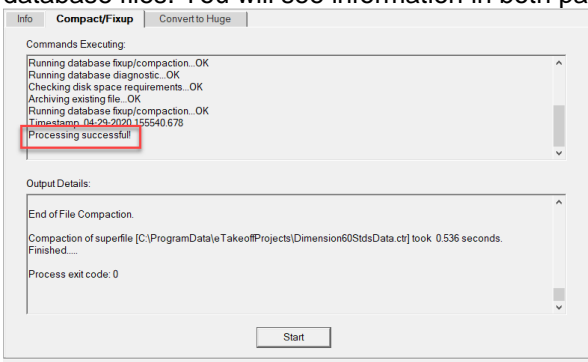 database files. You will see information in both pa
Info Compact/Fixup Convert to Huge
Commands Executing:
Running database fixup/compaction...OK
Running database diagnostic...OK
Checking disk space requirements...OK
Archiving existing file...OK
Running database fixup/compaction...OK
Timestamp 04-29-2020 155540.678
Processing successful!
Output Details:
End of File Compaction.
Compaction of superfile [C:\ProgramData\eTakeoffProjects\Dimension60StdsData.ctr] took 0.536 seconds.
Finished.....
Process exit code: 0
Start